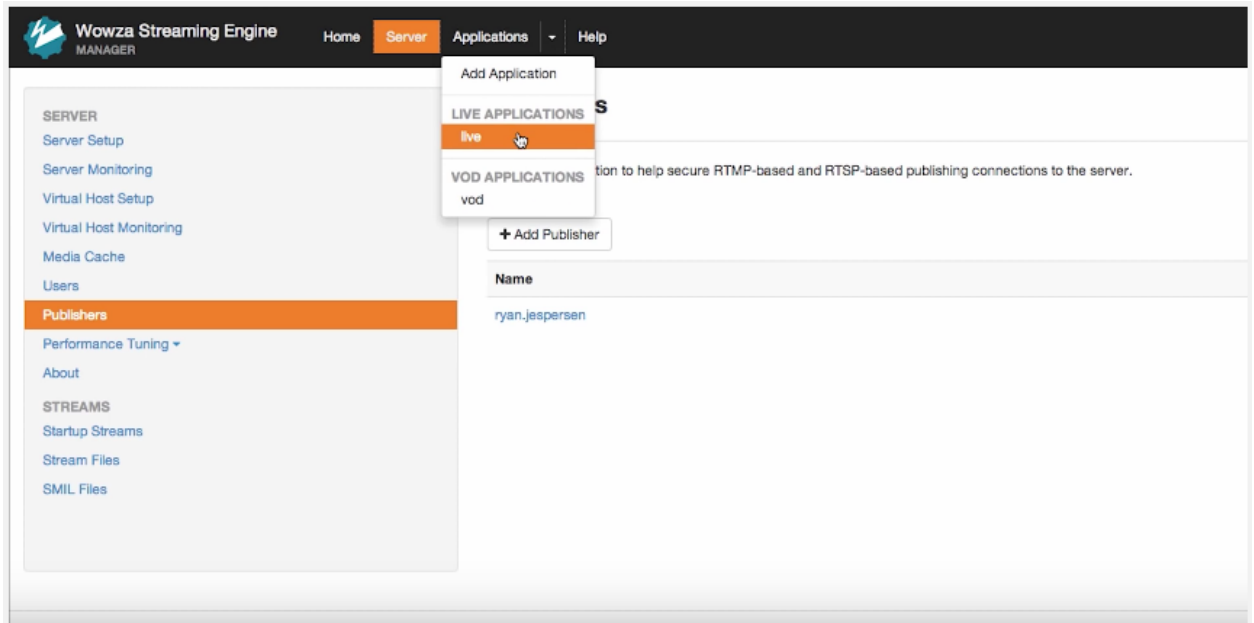 Wowza Streaming Engine
MANAGER
Home Server Applications Help
Add Application
LIVE APPLICATIONS
live
VOD APPLICATIONS
vod
SERVER
Server Setup
Server Monitoring
Virtual Host Setup
Virtual Host Monitoring
Media Cache
Users
Publishers
Performance Tuning
About
STREAMS
Startup Streams
Stream Files
SMIL Files
s
tion to help secure RTMP-based and RTSP-based publishing connections to the server.
+ Add Publisher
Name
ryan.jespersen